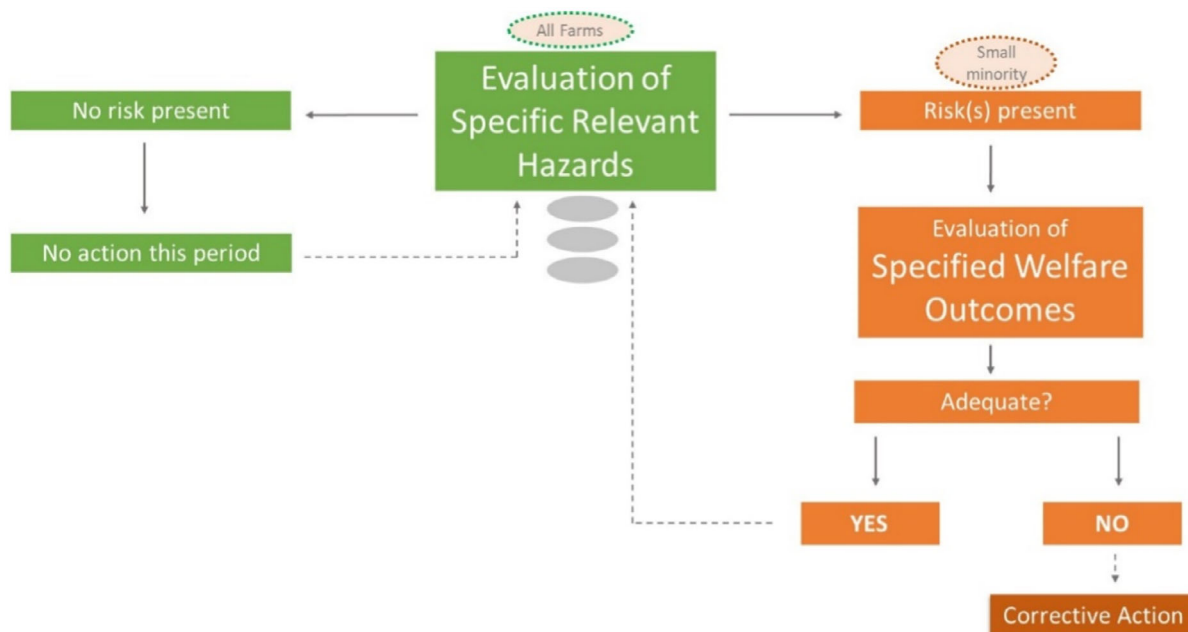 All Farms
Evaluation of
Specific Relevant
Hazards
Small
minority
No risk present
Risk(s) present
No action this period
Evaluation of
Specified Welfare
Outcomes
Adequate?
YES
NO
Corrective Action